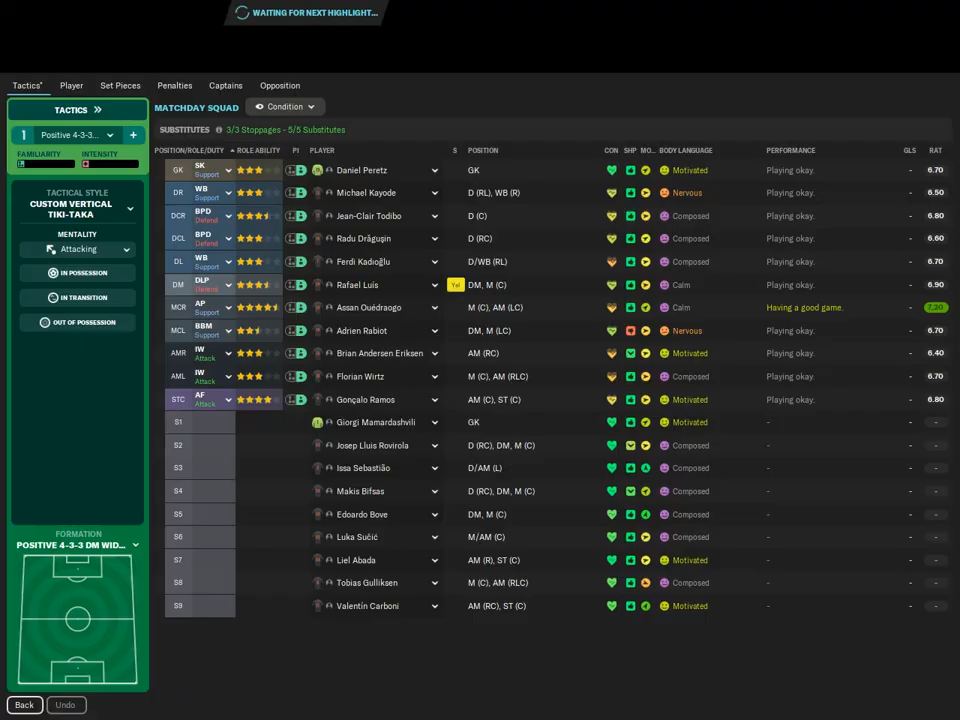 WAITING FOR NEXT HIGHLIGHT...
Tactics* Player Set Pieces Penalties Captains Opposition
TACTICS
MATCHDAY SQUAD Condition
1 Positive 4-3-3... +
SUBSTITUTES 3/3 Stoppages - 5/5 Substitutes
FAMILIARITY INTENSITY
POSITION/ROLE/DUTY ROLE ABILITY PI PLAYER S POSITION CON SHP MO... BODY LANGUAGE PERFORMANCE GLS RAT
GK SK Support Daniel Peretz GK Motivated Playing okay. - 6.70
DR WB Support Michael Kayode D (RL), WB (R) Nervous Playing okay. - 6.50
DCR BPD Defend Jean-Clair Todibo D (C) Composed Playing okay. - 6.80
DCL BPD Defend Radu Drăgușin D (RC) Composed Playing okay. - 6.60
DL WB Support Ferdi Kadıoğlu D/WB (RL) Composed Playing okay. - 6.70
DM DLP Defend Rafael Luís Yel DM, M (C) Calm Playing okay. - 6.90
MCR AP Support Assan Ouédraogo M (C), AM (LC) Calm Having a good game. - 7.20
MCL BBM Support Adrien Rabiot DM, M (LC) Nervous Playing okay. - 6.70
AMR IW Attack Brian Andersen Eriksen AM (RC) Motivated Playing okay. - 6.40
AML IW Attack Florian Wirtz M (C), AM (RLC) Composed Playing okay. - 6.70
STC AF Attack Gonçalo Ramos AM (C), ST (C) Motivated Playing okay. - 6.80
S1 Giorgi Mamardashvili GK Motivated - - -
S2 Josep Lluis Rovirola D (RC), DM, M (C) Composed - - -
S3 Issa Sebastião D/AM (L) Composed - - -
S4 Makis Bifsas D (RC), DM, M (C) Composed - - -
S5 Edoardo Bove DM, M (C) Composed - - -
S6 Luka Sučić M/AM (C) Composed - - -
S7 Liel Abada AM (R), ST (C) Motivated - - -
S8 Tobias Gulliksen M (C), AM (RLC) Composed - - -
S9 Valentín Carboni AM (RC), ST (C) Motivated - - -
TACTICAL STYLE
CUSTOM VERTICAL
TIKI-TAKA
MENTALITY
Attacking
IN POSSESSION
IN TRANSITION
OUT OF POSSESSION
FORMATION
POSITIVE 4-3-3 DM WID...
Back Undo